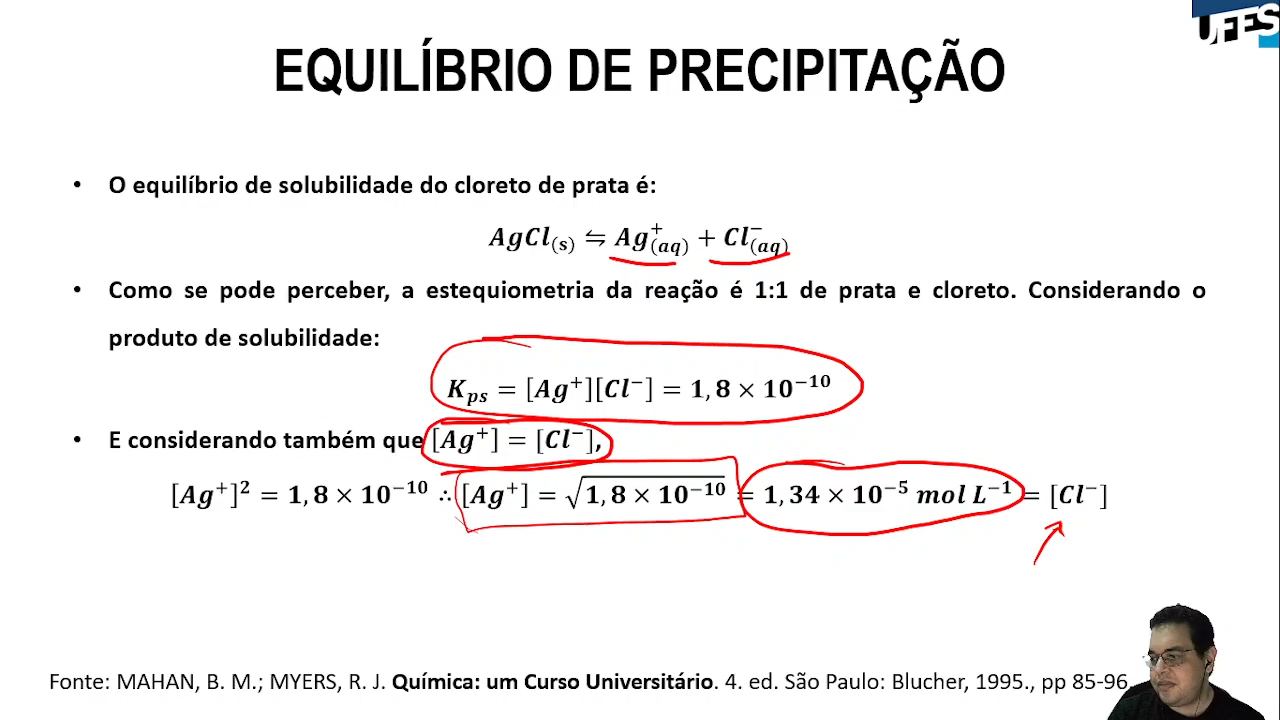 UFES
EQUILÍBRIO DE PRECIPITAÇÃO
• O equilíbrio de solubilidade do cloreto de prata é:
AgCl(s) ⇋ Ag⁺(aq) + Cl⁻(aq)
• Como se pode perceber, a estequiometria da reação é 1:1 de prata e cloreto. Considerando o
produto de solubilidade:
Kps = [Ag⁺][Cl⁻] = 1,8 × 10⁻¹⁰
• E considerando também que [Ag⁺] = [Cl⁻],
[Ag⁺]² = 1,8 × 10⁻¹⁰ ∴ [Ag⁺] = √1,8 × 10⁻¹⁰ = 1,34 × 10⁻⁵ mol L⁻¹ = [Cl⁻]
Fonte: MAHAN, B. M.; MYERS, R. J. Química: um Curso Universitário. 4. ed. São Paulo: Blucher, 1995., pp 85-96.